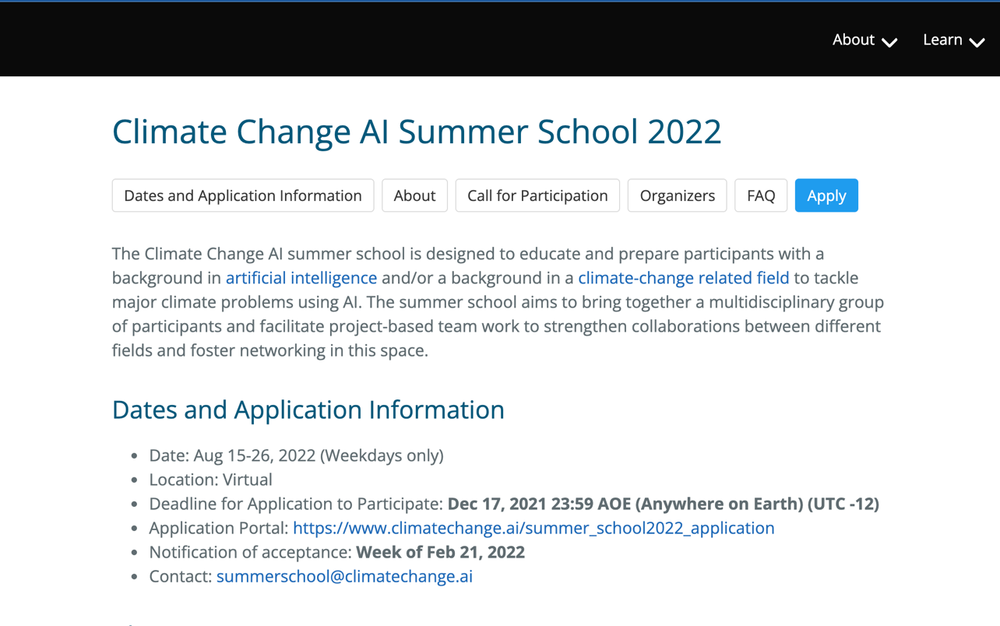 About
Learn
Climate Change AI Summer School 2022
Dates and Application Information
About
Call for Participation
Organizers
FAQ
Apply
The Climate Change AI summer school is designed to educate and prepare participants with a
background in artificial intelligence and/or a background in a climate-change related field to tackle
major climate problems using AI. The summer school aims to bring together a multidisciplinary group
of participants and facilitate project-based team work to strengthen collaborations between different
fields and foster networking in this space.
Dates and Application Information
• Date: Aug 15-26, 2022 (Weekdays only)
• Location: Virtual
• Deadline for Application to Participate: Dec 17, 2021 23:59 AOE (Anywhere on Earth) (UTC -12)
• Application Portal: https://www.climatechange.ai/summer_school2022_application
• Notification of acceptance: Week of Feb 21, 2022
• Contact: summerschool@climatechange.ai